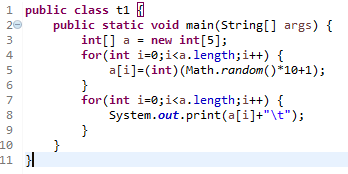 1 public class t1 {
2 public static void main(String[] args) {
3 int[] a = new int[5];
4 for(int i=0;i<a.length;i++) {
5 a[i]=(int)(Math.random()*10+1);
6 }
7 for(int i=0;i<a.length;i++) {
8 System.out.print(a[i]+"\t");
9 }
10 }
11 }